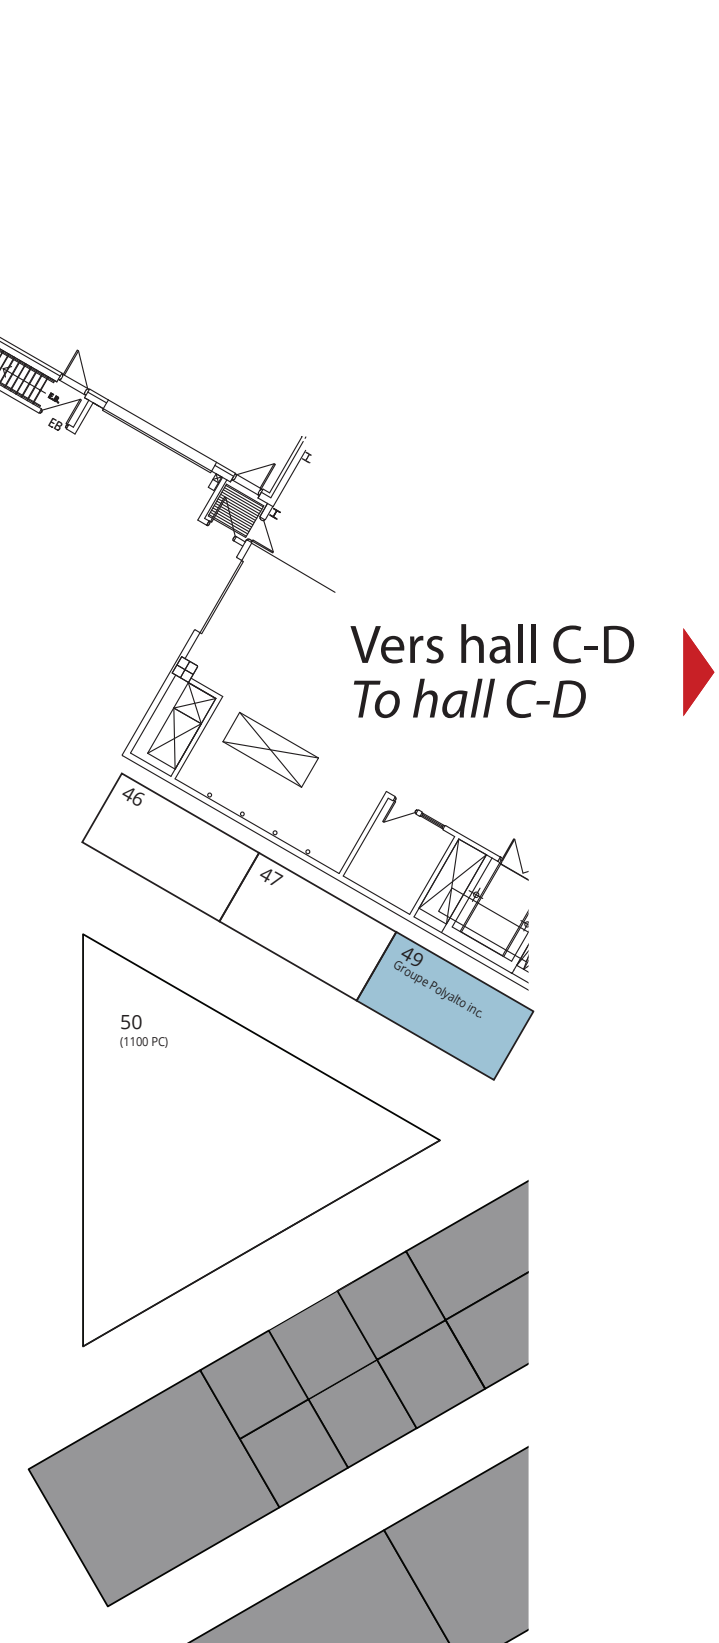 EB
Vers hall C-D
To hall C-D
46
47
49
Groupe Polyalto inc.
50
(1100 PC)